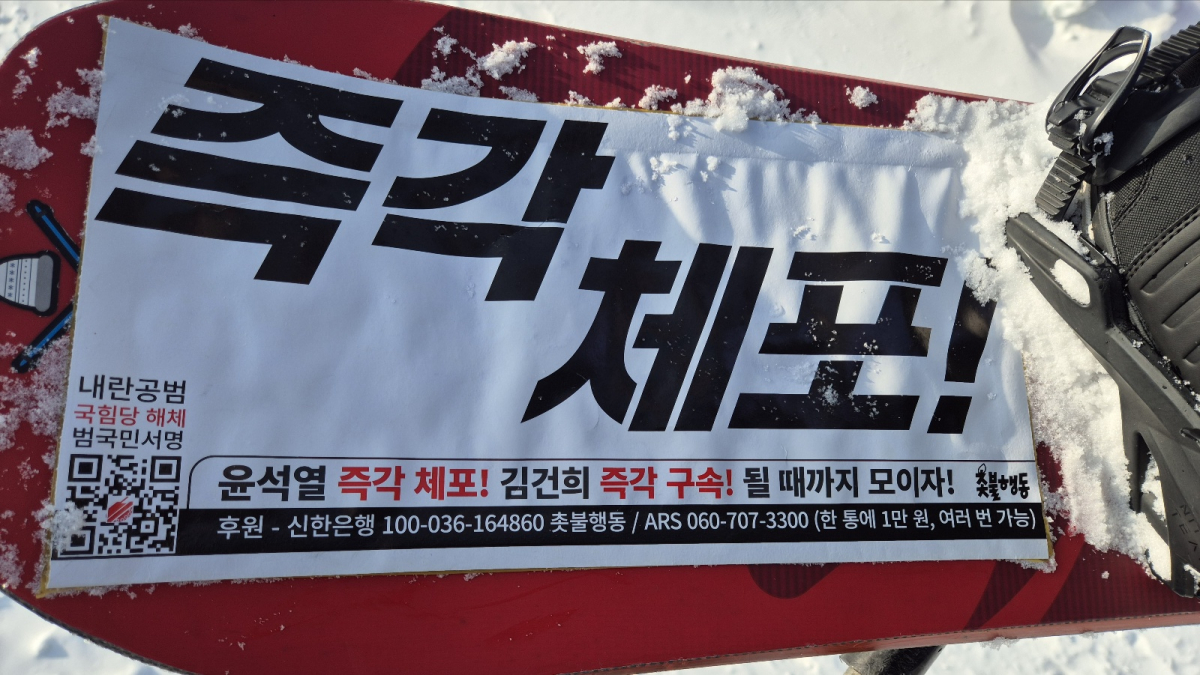 즉각
체포!
내란공범
국힘당 해체
범국민서명
윤석열 즉각 체포! 김건희 즉각 구속! 될 때까지 모이자! 촛불행동
후원 - 신한은행 100-036-164860 촛불행동 / ARS 060-707-3300 (한 통에 1만 원, 여러 번 가능)